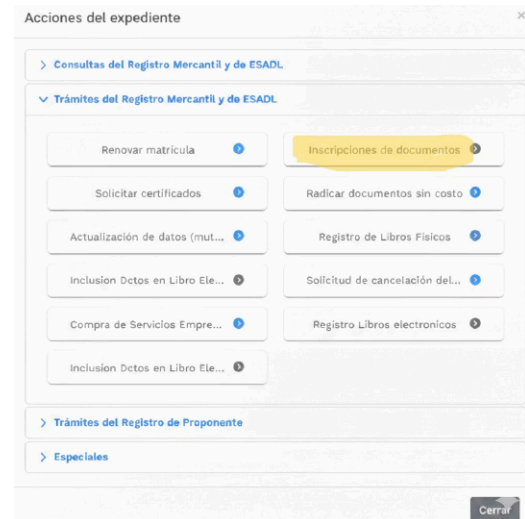 Acciones del expediente
Consultas del Registro Mercantil y de ESADL
Trámites del Registro Mercantil y de ESADL
Renovar matrícula
Inscripciones de documentos
Solicitar certificados
Radicar documentos sin costo
Actualización de datos (mut...
Registro de Libros Físicos
Inclusion Dctos en Libro Ele...
Solicitud de cancelación del...
Compra de Servicios Empre...
Registro Libros electronicos
Inclusion Dctos en Libro Ele...
Trámites del Registro de Proponente
Especiales
Cerrar